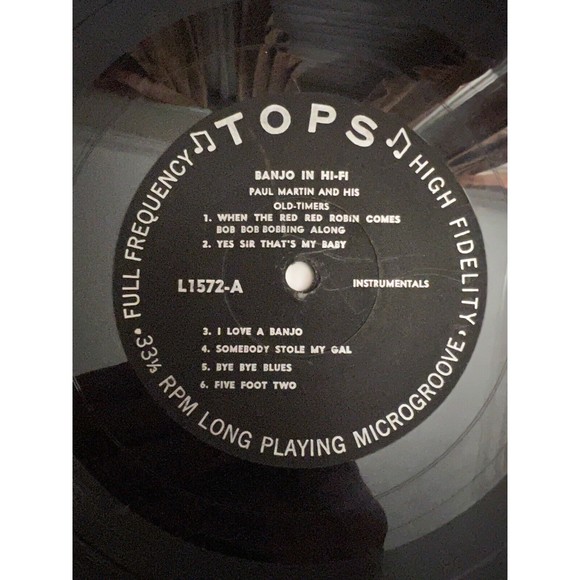 TOPS
FULL FREQUENCY
HIGH FIDELITY
BANJO IN HI-FI
PAUL MARTIN AND HIS
OLD-TIMERS
1. WHEN THE RED RED ROBIN COMES
BOB BOB BOBBING ALONG
2. YES SIR THAT'S MY BABY
L1572-A
INSTRUMENTALS
3. I LOVE A BANJO
4. SOMEBODY STOLE MY GAL
5. BYE BYE BLUES
6. FIVE FOOT TWO
33⅓ RPM LONG PLAYING MICROGROOVE